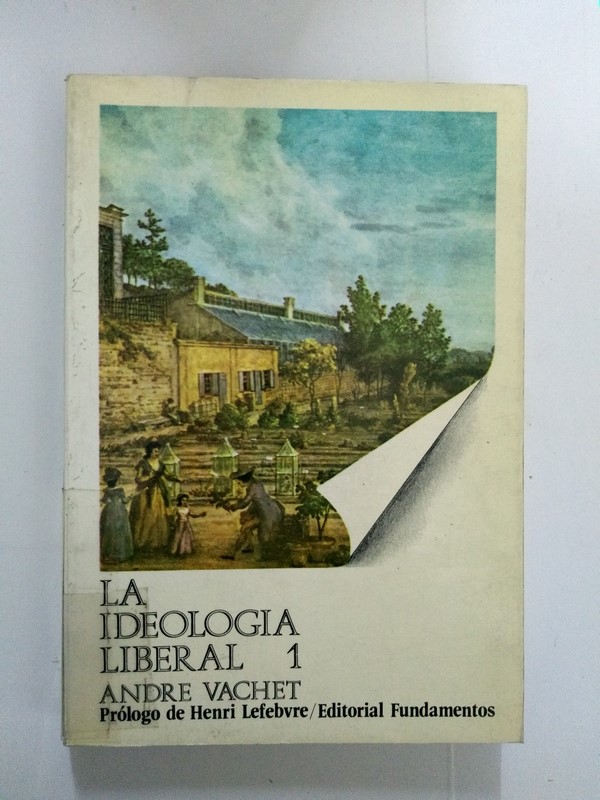 LA
IDEOLOGIA
LIBERAL 1
ANDRE VACHET
Prólogo de Henri Lefebvre/Editorial Fundamentos